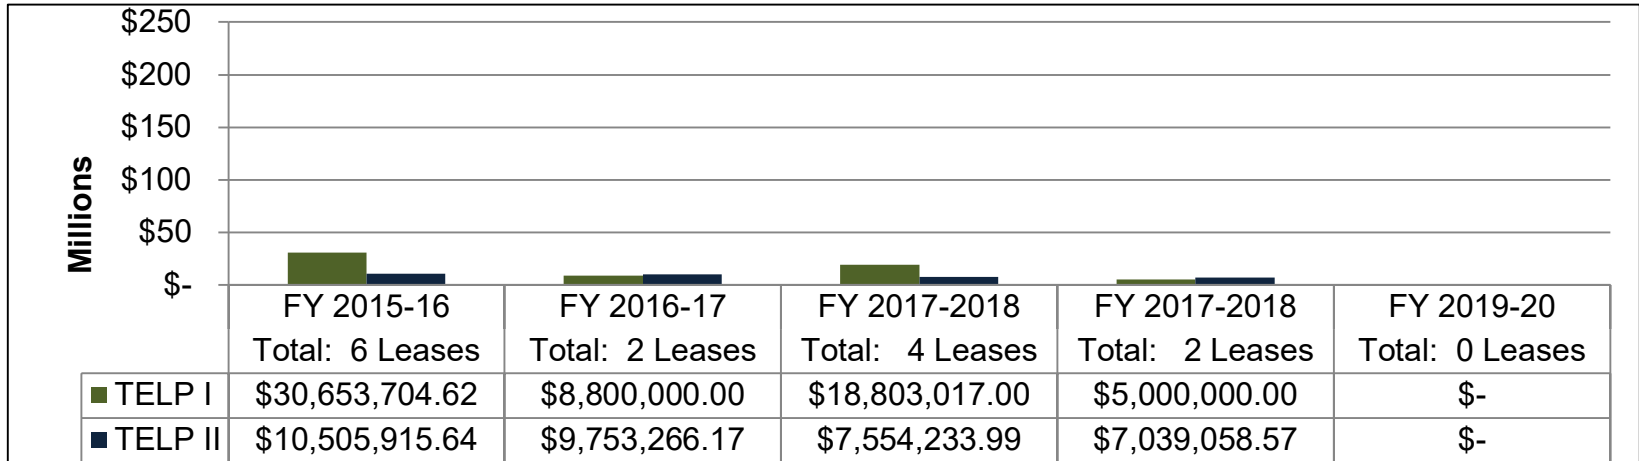 $250
$200
$150
$100
$50
$-
Millions
FY 2015-16 FY 2016-17 FY 2017-2018 FY 2017-2018 FY 2019-20
Total: 6 Leases Total: 2 Leases Total: 4 Leases Total: 2 Leases Total: 0 Leases
TELP I $30,653,704.62 $8,800,000.00 $18,803,017.00 $5,000,000.00 $-
TELP II $10,505,915.64 $9,753,266.17 $7,554,233.99 $7,039,058.57 $-